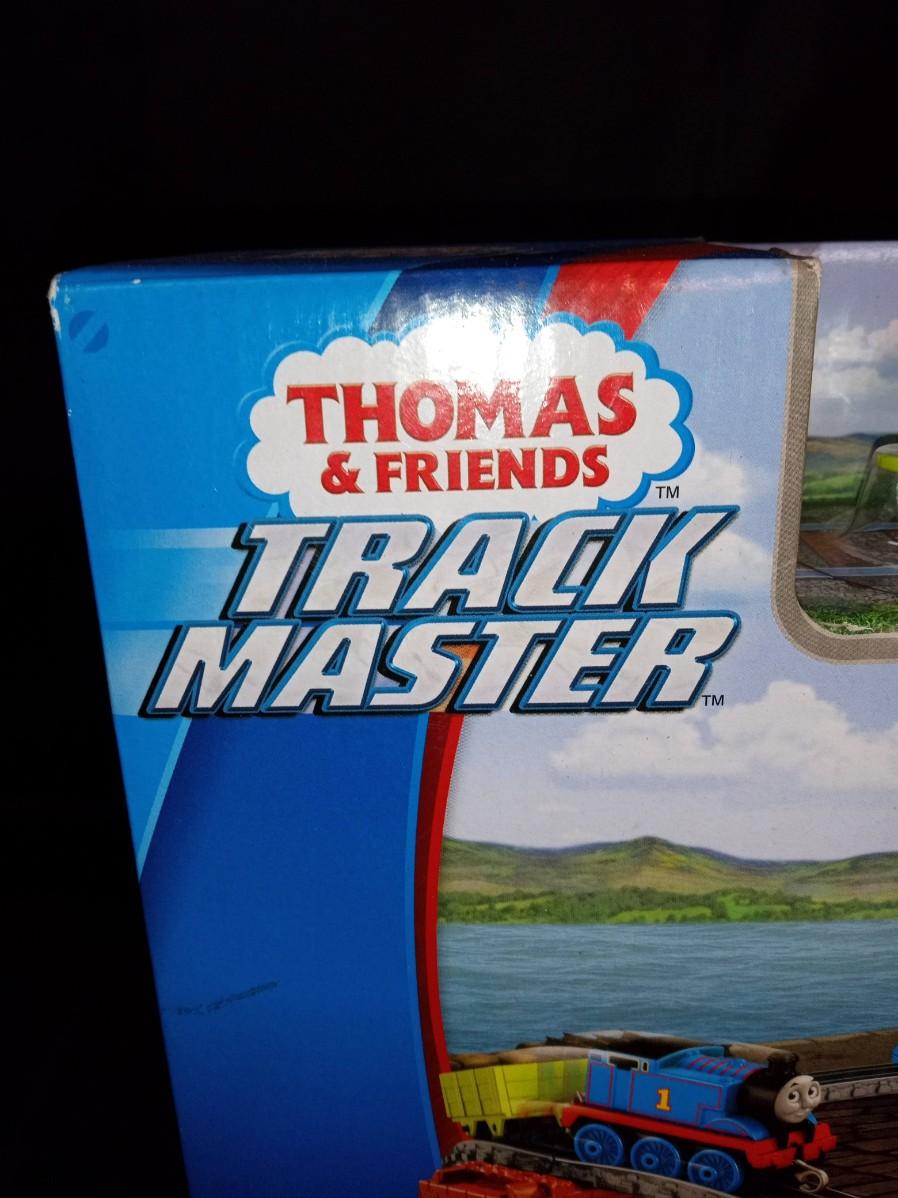 THOMAS
& FRIENDS
TM
TRACK
MASTER
TM
1